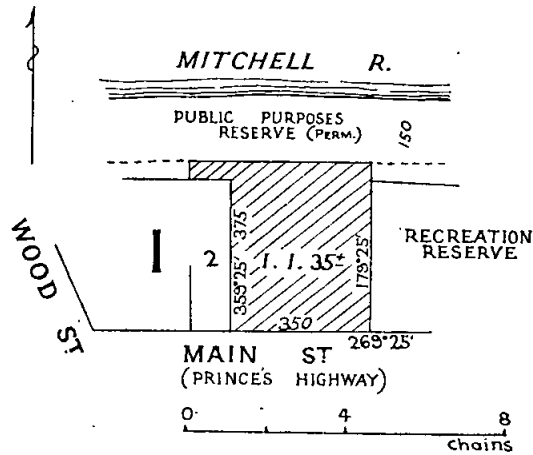 MITCHELL R.
PUBLIC PURPOSES
RESERVE (PERM.)
150
I
2
375
359°25'
1. 1. 35±
179°25'
RECREATION
RESERVE
WOOD ST
350
269°25'
MAIN ST
(PRINCE'S HIGHWAY)
0 4 8
chains